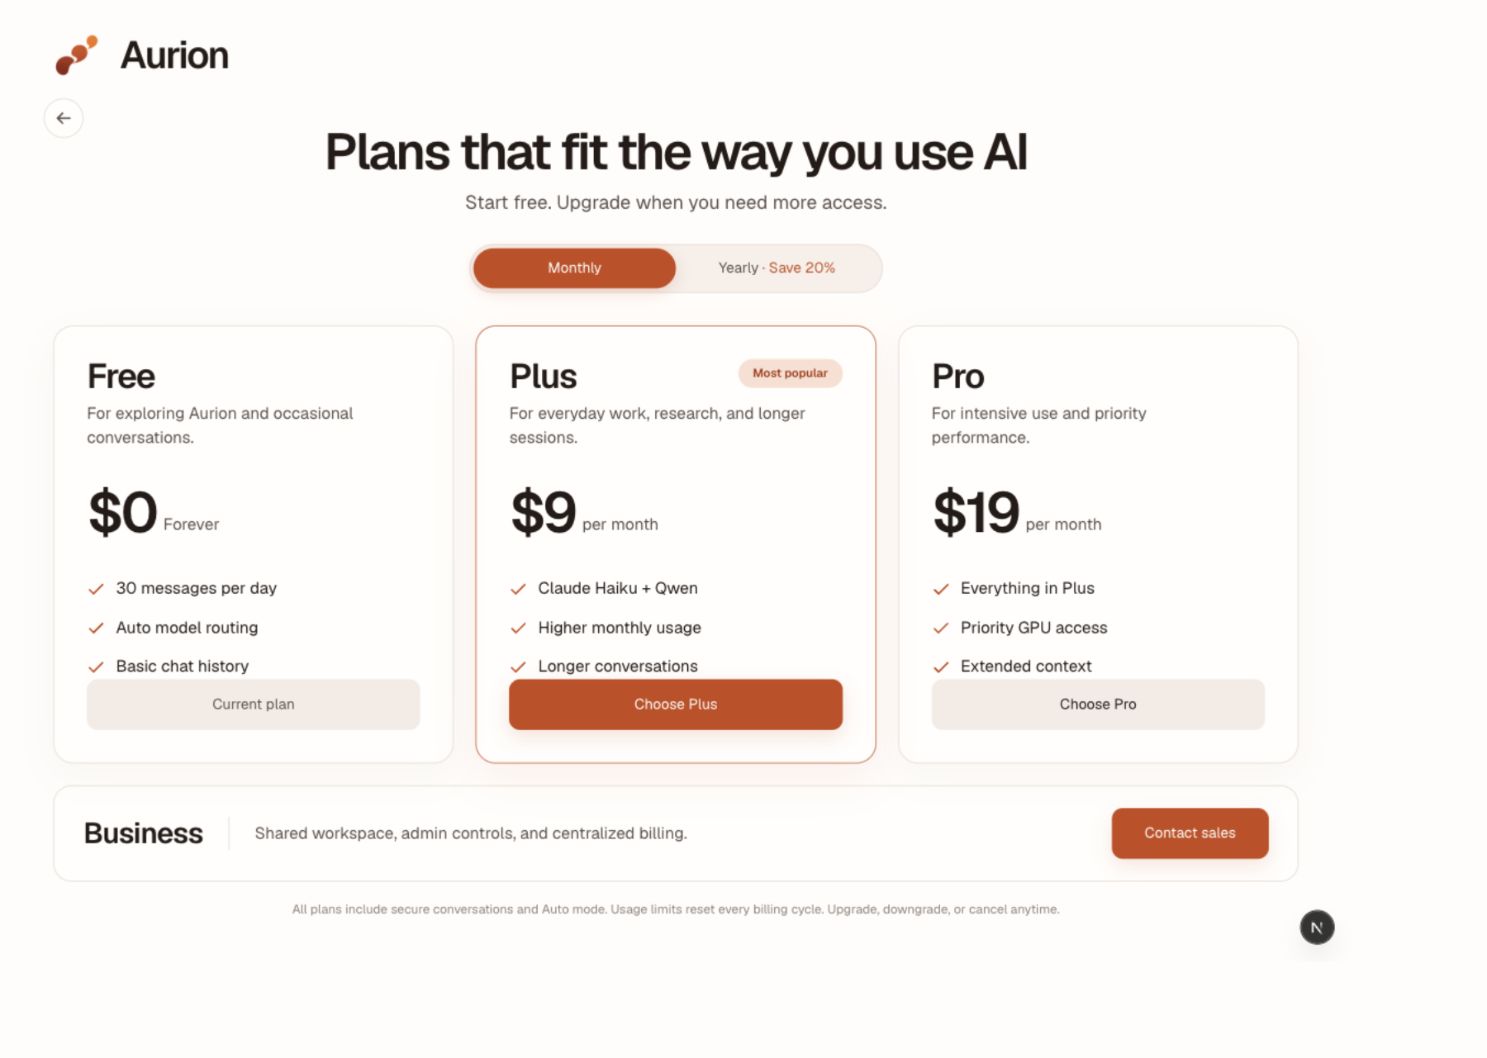 Aurion
Plans that fit the way you use AI
Start free. Upgrade when you need more access.
Monthly
Yearly · Save 20%
Free
For exploring Aurion and occasional
conversations.
$0 Forever
30 messages per day
Auto model routing
Basic chat history
Current plan
Plus
Most popular
For everyday work, research, and longer
sessions.
$9 per month
Claude Haiku + Qwen
Higher monthly usage
Longer conversations
Choose Plus
Pro
For intensive use and priority
performance.
$19 per month
Everything in Plus
Priority GPU access
Extended context
Choose Pro
Business
Shared workspace, admin controls, and centralized billing.
Contact sales
All plans include secure conversations and Auto mode. Usage limits reset every billing cycle. Upgrade, downgrade, or cancel anytime.
N